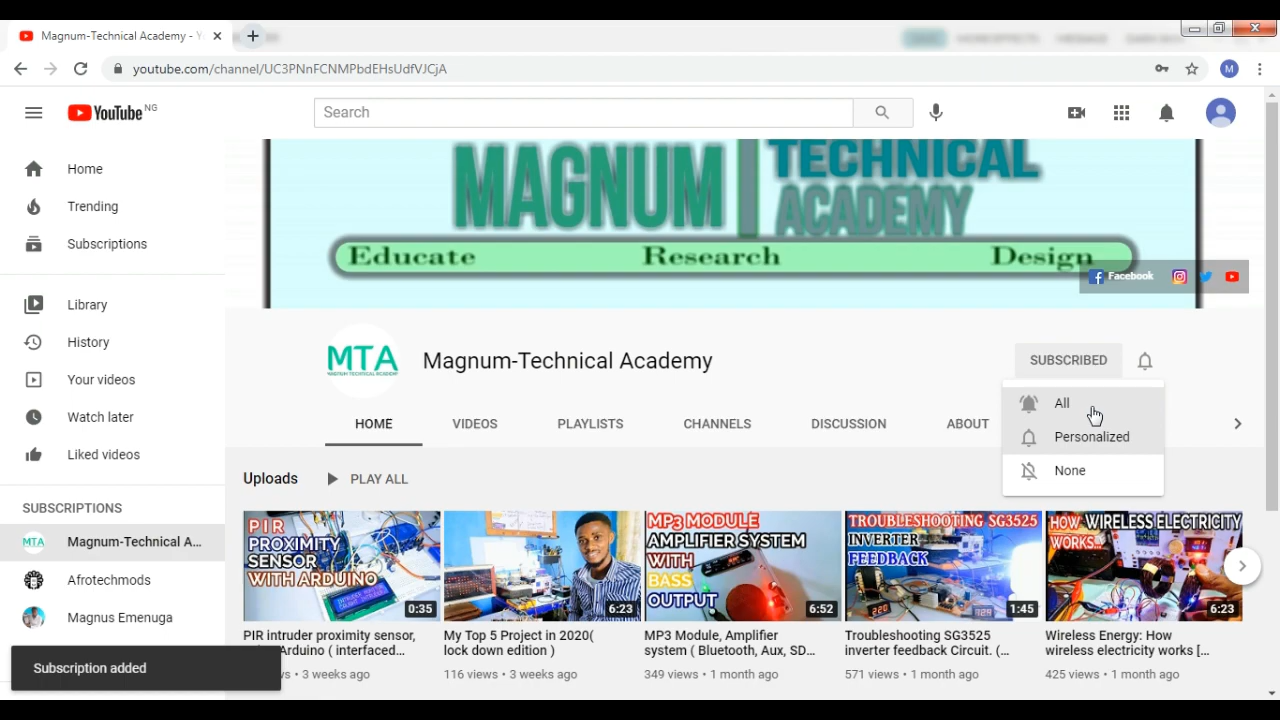 Magnum-Technical Academy - Y
youtube.com/channel/UC3PNnFCNMPbdEHsUdfVJCjA
M
YouTube NG
Search
Home
Trending
Subscriptions
Library
History
Your videos
Watch later
Liked videos
SUBSCRIPTIONS
MTA Magnum-Technical A...
Afrotechmods
Magnus Emenuga
Subscription added
MAGNUM TECHNICAL
ACADEMY
Educate Research Design
Facebook
MTA
MAGNUM TECHNICAL ACADEMY
Magnum-Technical Academy
SUBSCRIBED
All
Personalized
None
HOME VIDEOS PLAYLISTS CHANNELS DISCUSSION ABOUT
Uploads PLAY ALL
PIR
PROXIMITY
SENSOR
WITH ARDUINO
0:35
PIR intruder proximity sensor,
Arduino ( interfaced...
ws • 3 weeks ago
6:23
My Top 5 Project in 2020(
lock down edition )
116 views • 3 weeks ago
MP3 MODULE
AMPLIFIER SYSTEM
WITH
BASS
OUTPUT
6:52
MP3 Module, Amplifier
system ( Bluetooth, Aux, SD...
349 views • 1 month ago
TROUBLESHOOTING SG3525
INVERTER
FEEDBACK
220
1:45
Troubleshooting SG3525
inverter feedback Circuit. (...
571 views • 1 month ago
HOW WIRELESS ELECTRICITY
WORKS...
6:23
Wireless Energy: How
wireless electricity works [...
425 views • 1 month ago